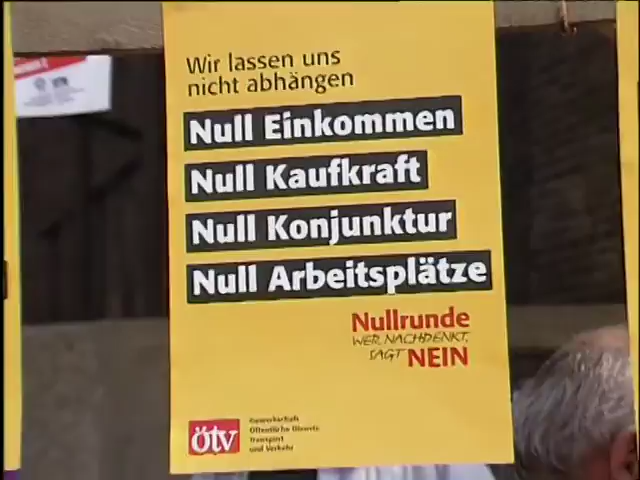 Wir lassen uns
nicht abhängen
Null Einkommen
Null Kaufkraft
Null Konjunktur
Null Arbeitsplätze
Nullrunde
WER NACHDENKT,
SAGT NEIN
ötv
Gewerkschaft
Öffentliche Dienste
Transport
und Verkehr